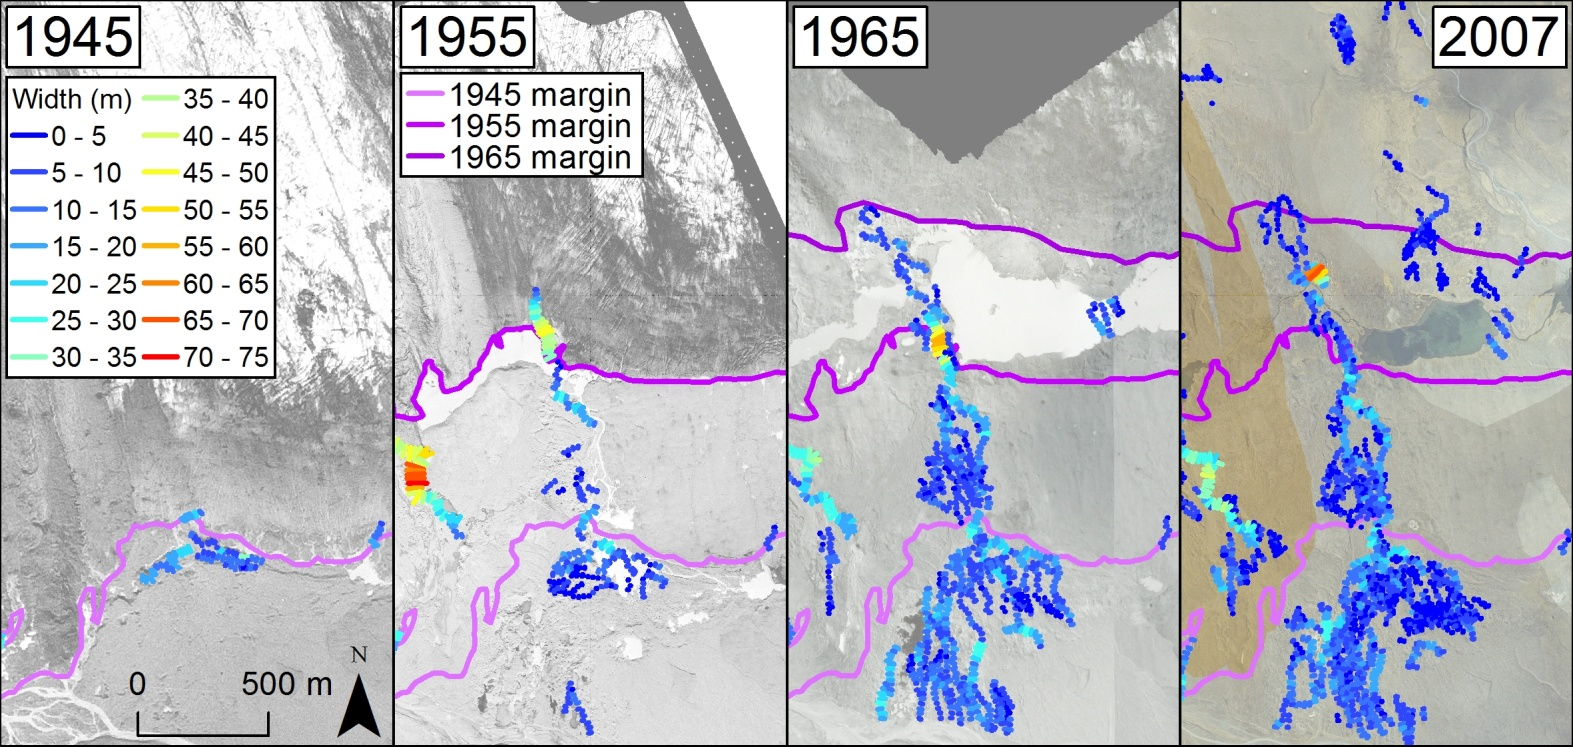 1945
1955
1965
2007
Width (m)
0 - 5
5 - 10
10 - 15
15 - 20
20 - 25
25 - 30
30 - 35
35 - 40
40 - 45
45 - 50
50 - 55
55 - 60
60 - 65
65 - 70
70 - 75
1945 margin
1955 margin
1965 margin
N
0 500 m